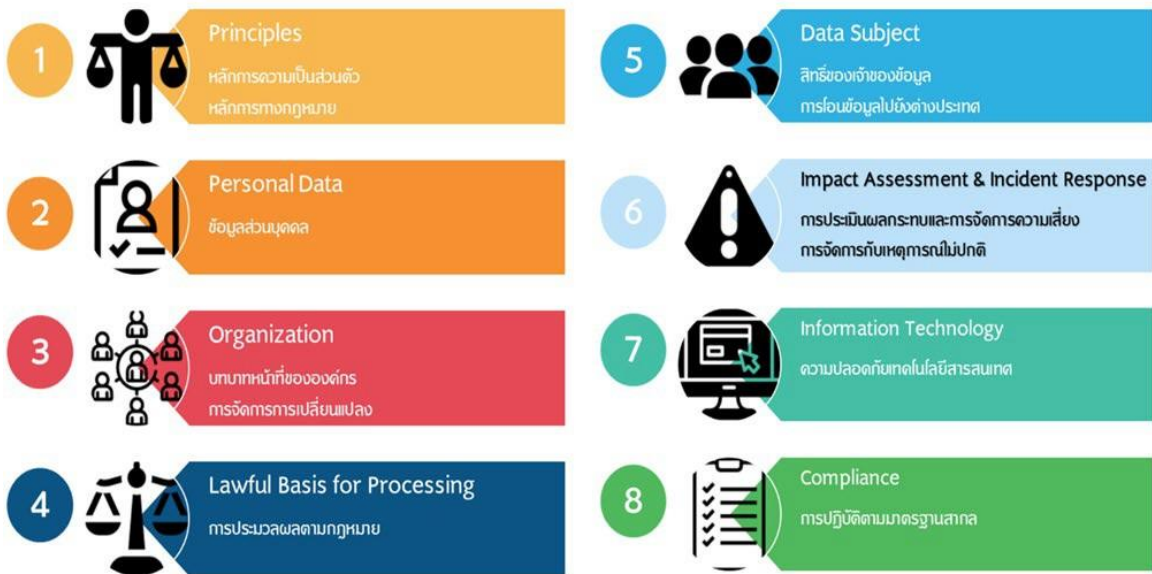 1
Principles
หลักการความเป็นส่วนตัว
หลักการทางกฎหมาย
2
Personal Data
ข้อมูลส่วนบุคคล
3
Organization
บทบาทหน้าที่ขององค์กร
การจัดการการเปลี่ยนแปลง
4
Lawful Basis for Processing
การประมวลผลตามกฎหมาย
5
Data Subject
สิทธิ์ของเจ้าของข้อมูล
การโอนข้อมูลไปยังต่างประเทศ
6
Impact Assessment & Incident Response
การประเมินผลกระทบและการจัดการความเสี่ยง
การจัดการกับเหตุการณ์ไม่ปกติ
7
Information Technology
ความปลอดภัยเทคโนโลยีสารสนเทศ
8
Compliance
การปฏิบัติตามมาตรฐานสากล